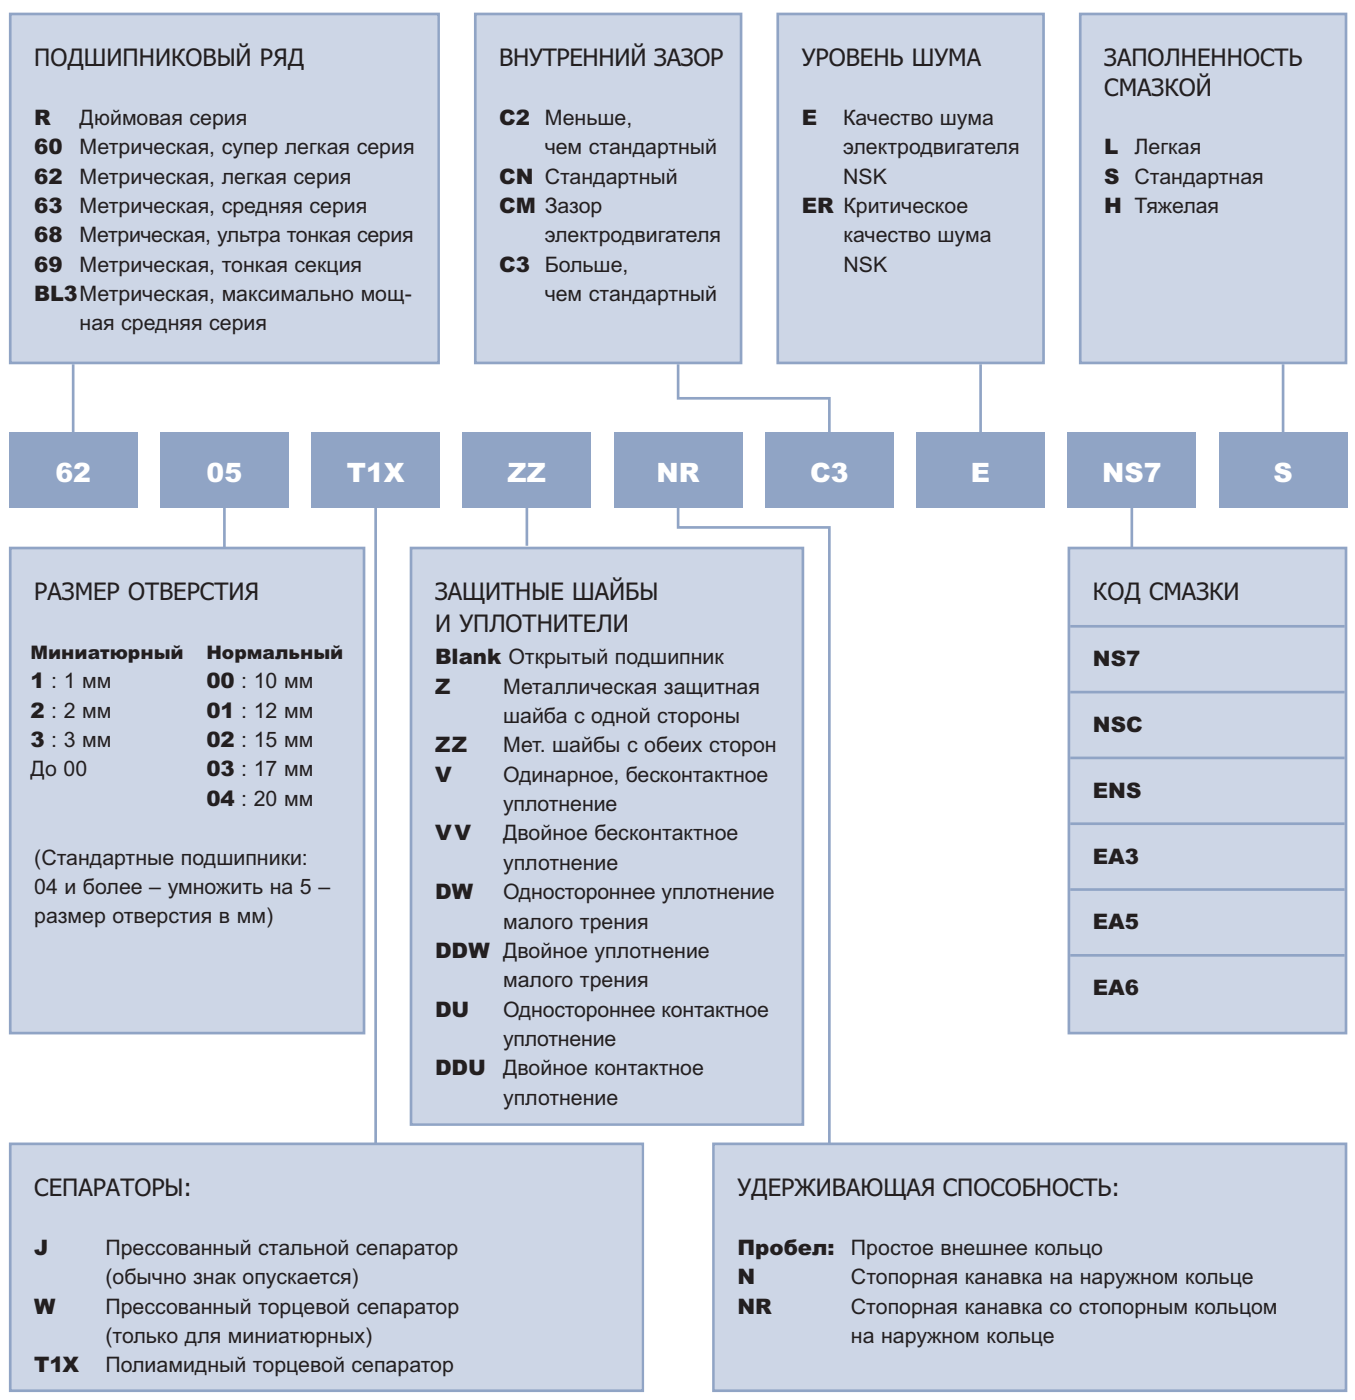 ПОДШИПНИКОВЫЙ РЯД
R Дюймовая серия
60 Метрическая, супер легкая серия
62 Метрическая, легкая серия
63 Метрическая, средняя серия
68 Метрическая, ультра тонкая серия
69 Метрическая, тонкая секция
BL3 Метрическая, максимально мощ-
ная средняя серия
ВНУТРЕННИЙ ЗАЗОР
C2 Меньше,
чем стандартный
CN Стандартный
CM Зазор
электродвигателя
C3 Больше,
чем стандартный
УРОВЕНЬ ШУМА
E Качество шума
электродвигателя
NSK
ER Критическое
качество шума
NSK
ЗАПОЛНЕННОСТЬ
СМАЗКОЙ
L Легкая
S Стандартная
H Тяжелая
62 05 T1X ZZ NR C3 E NS7 S
РАЗМЕР ОТВЕРСТИЯ
Миниатюрный Нормальный
1 : 1 мм 00 : 10 мм
2 : 2 мм 01 : 12 мм
3 : 3 мм 02 : 15 мм
До 00 03 : 17 мм
04 : 20 мм
(Стандартные подшипники:
04 и более – умножить на 5 –
размер отверстия в мм)
ЗАЩИТНЫЕ ШАЙБЫ
И УПЛОТНИТЕЛИ
Blank Открытый подшипник
Z Металлическая защитная
шайба с одной стороны
ZZ Мет. шайбы с обеих сторон
V Одинарное, бесконтактное
уплотнение
VV Двойное бесконтактное
уплотнение
DW Одностороннее уплотнение
малого трения
DDW Двойное уплотнение
малого трения
DU Одностороннее контактное
уплотнение
DDU Двойное контактное
уплотнение
КОД СМАЗКИ
NS7
NSC
ENS
EA3
EA5
EA6
СЕПАРАТОРЫ:
J Прессованный стальной сепаратор
(обычно знак опускается)
W Прессованный торцевой сепаратор
(только для миниатюрных)
T1X Полиамидный торцевой сепаратор
УДЕРЖИВАЮЩАЯ СПОСОБНОСТЬ:
Пробел: Простое внешнее кольцо
N Стопорная канавка на наружном кольце
NR Стопорная канавка со стопорным кольцом
на наружном кольце